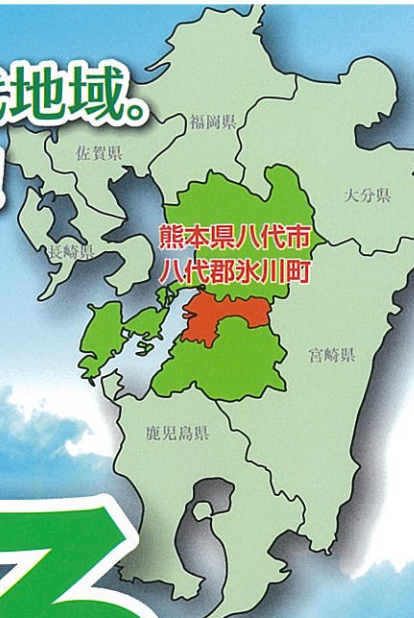 地域。
福岡県
佐賀県
大分県
長崎県
熊本県八代市
八代郡氷川町
宮崎県
鹿児島県
る